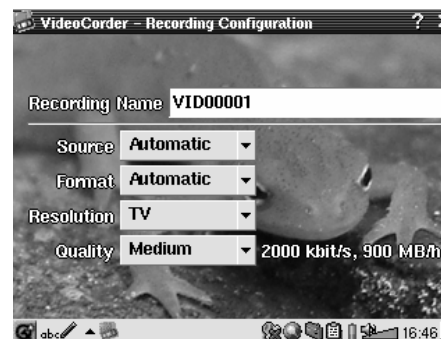 VideoCorder – Recording Configuration ?
Recording Name VID00001
Source Automatic
Format Automatic
Resolution TV
Quality Medium 2000 kbit/s, 900 MB/h
abc 16:46